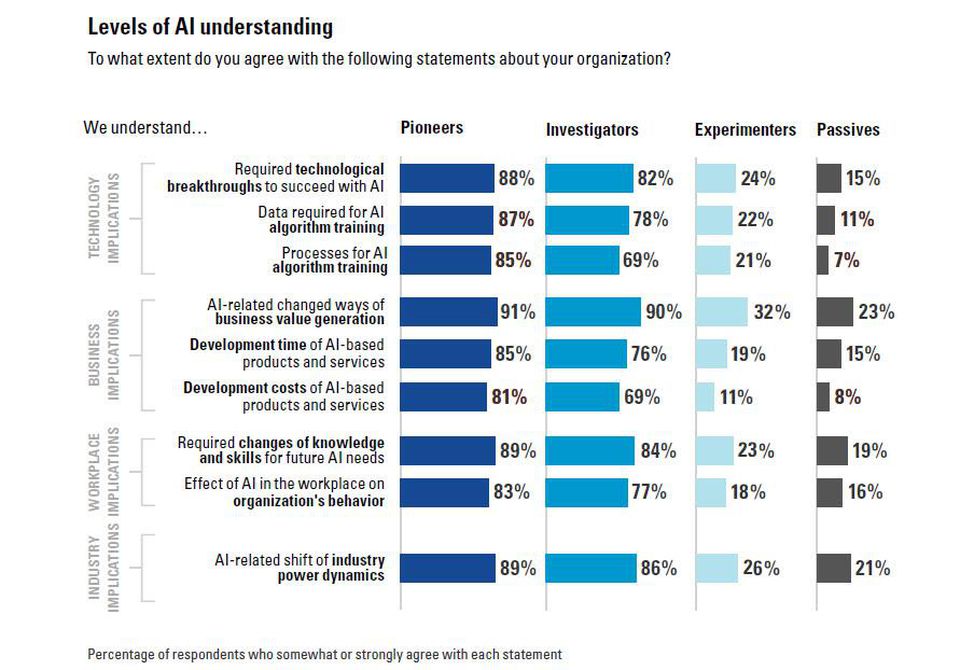 Levels of AI understanding
To what extent do you agree with the following statements about your organization?
We understand…
Pioneers
Investigators
Experimenters
Passives
TECHNOLOGY
IMPLICATIONS
Required technological
breakthroughs to succeed with AI
88%
82%
24%
15%
Data required for AI
algorithm training
87%
78%
22%
11%
Processes for AI
algorithm training
85%
69%
21%
7%
BUSINESS
IMPLICATIONS
AI-related changed ways of
business value generation
91%
90%
32%
23%
Development time of AI-based
products and services
85%
76%
19%
15%
Development costs of AI-based
products and services
81%
69%
11%
8%
WORKPLACE
IMPLICATIONS
Required changes of knowledge
and skills for future AI needs
89%
84%
23%
19%
Effect of AI in the workplace on
organization's behavior
83%
77%
18%
16%
INDUSTRY
IMPLICATIONS
AI-related shift of industry
power dynamics
89%
86%
26%
21%
Percentage of respondents who somewhat or strongly agree with each statement